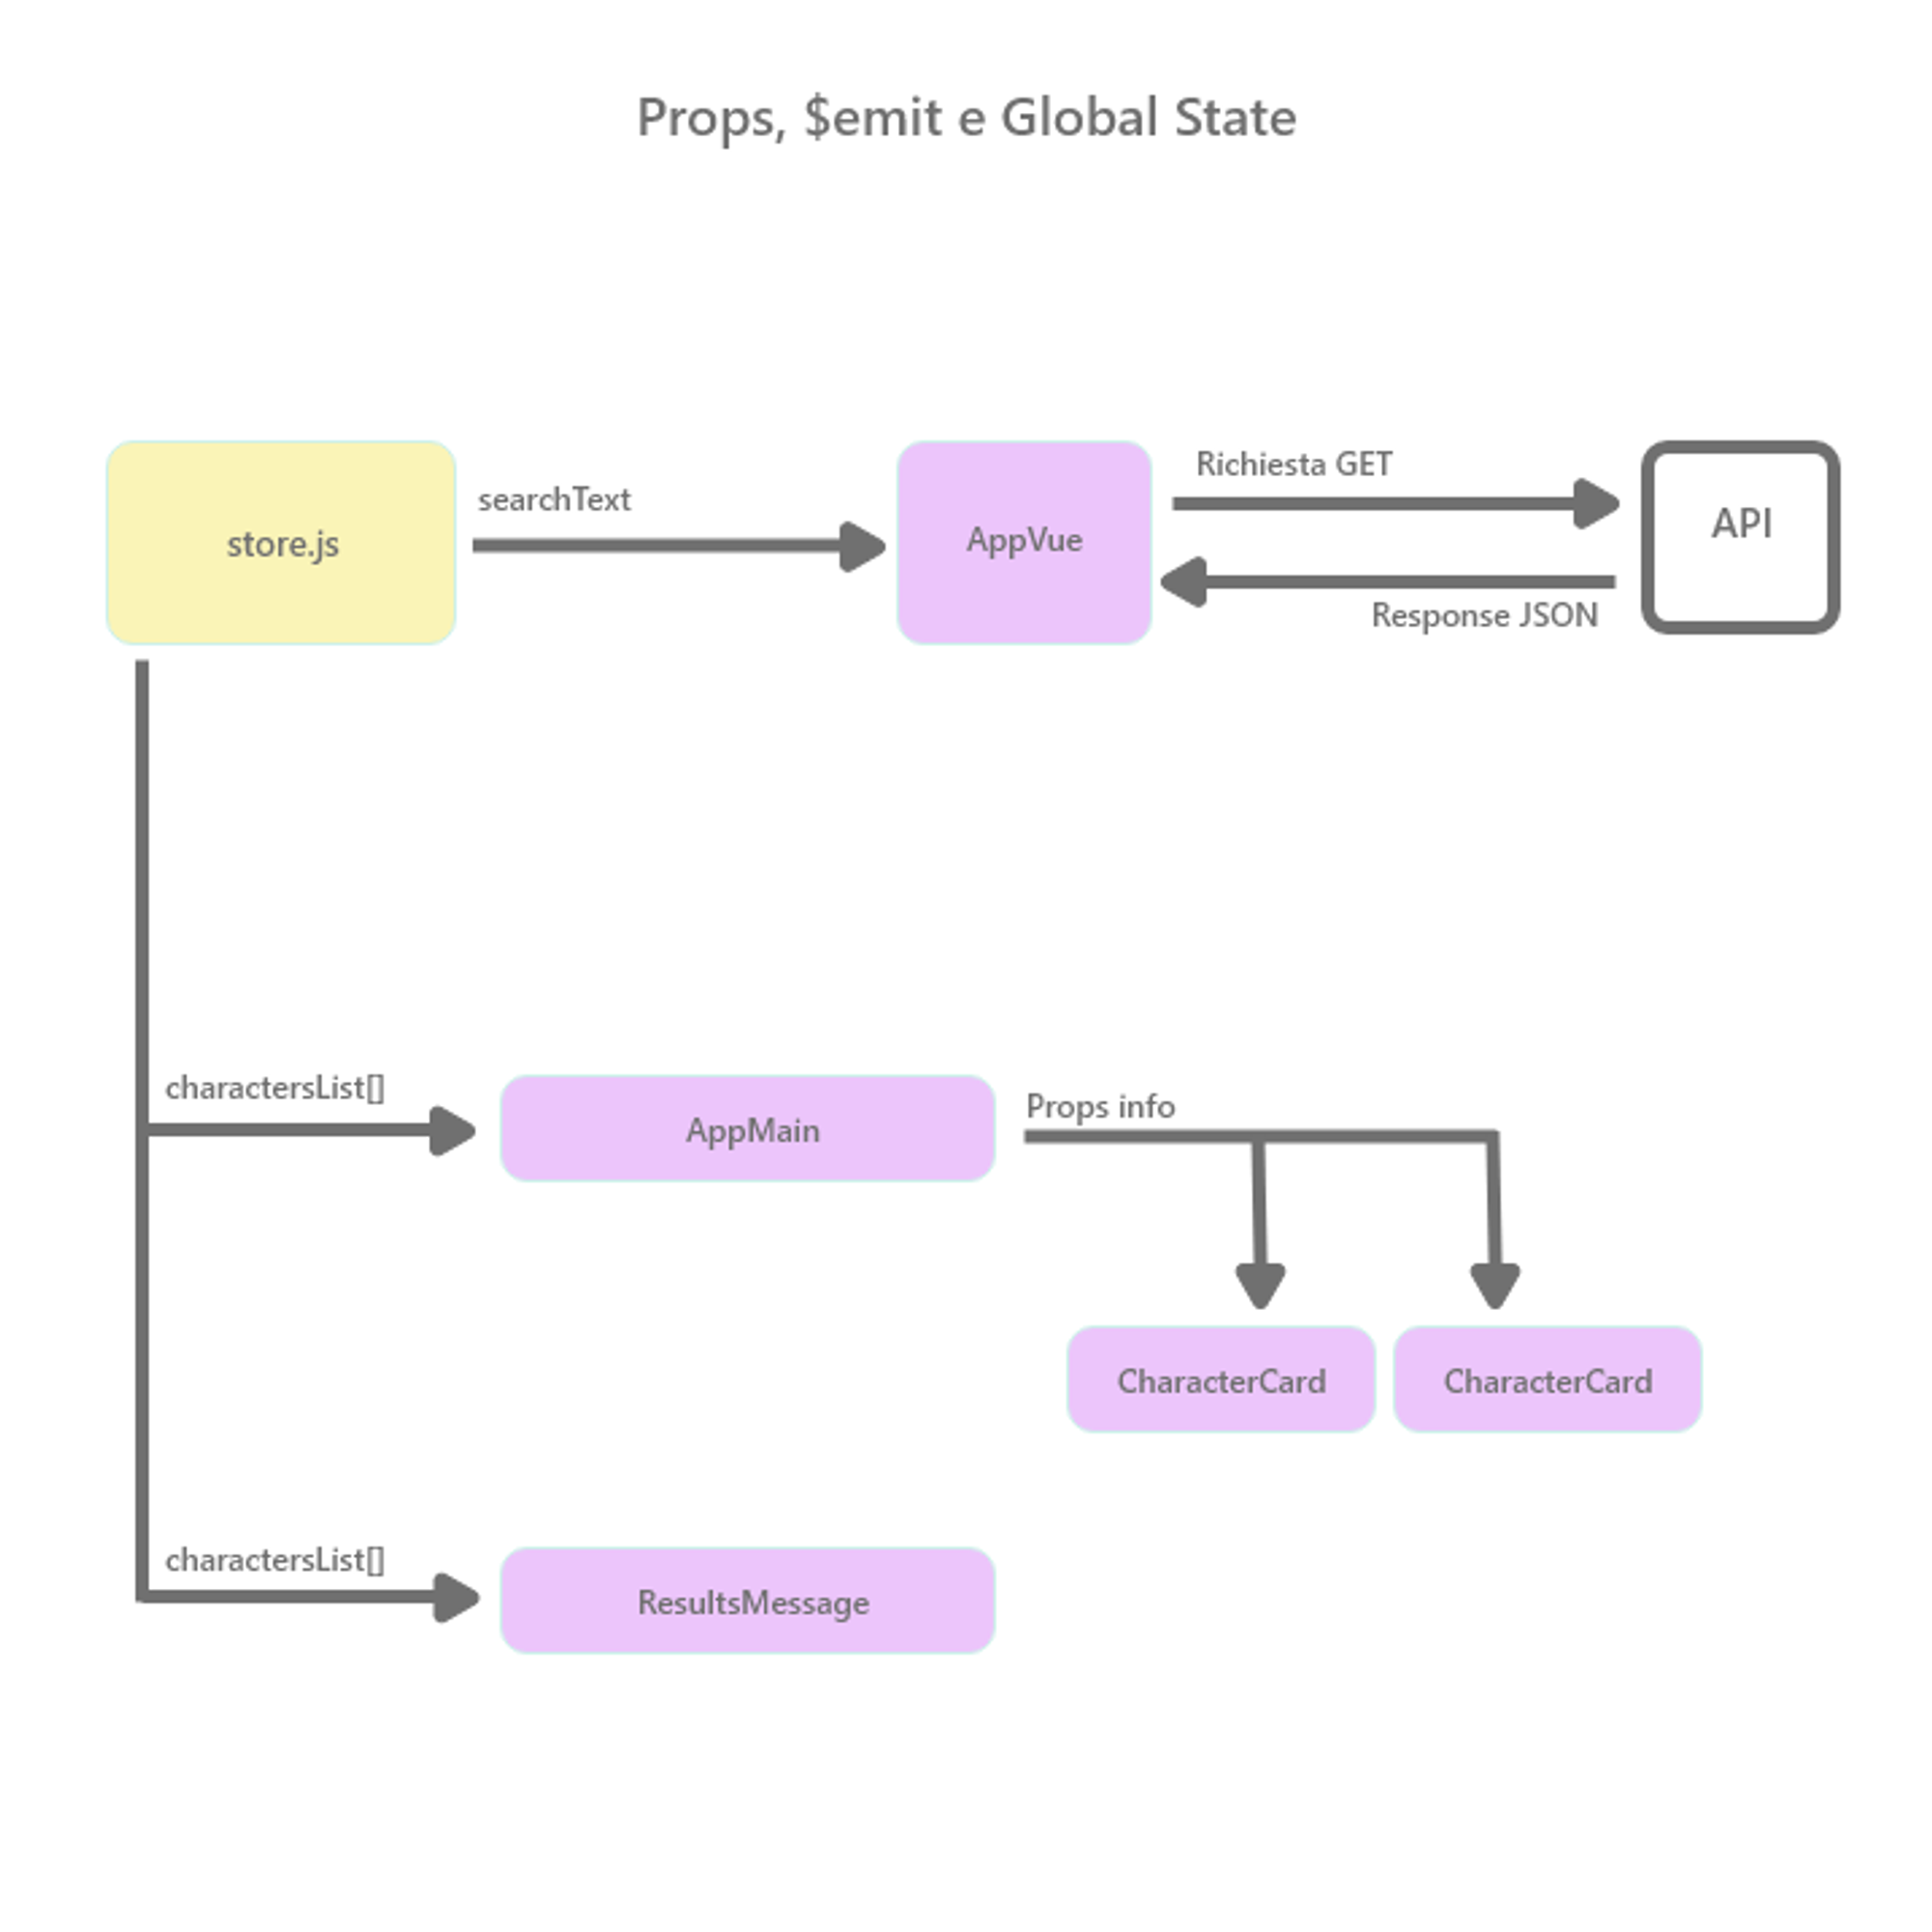 Props, $emit e Global State
store.js
searchText
AppVue
Richiesta GET
Response JSON
API
charactersList[]
AppMain
Props info
CharacterCard
CharacterCard
charactersList[]
ResultsMessage